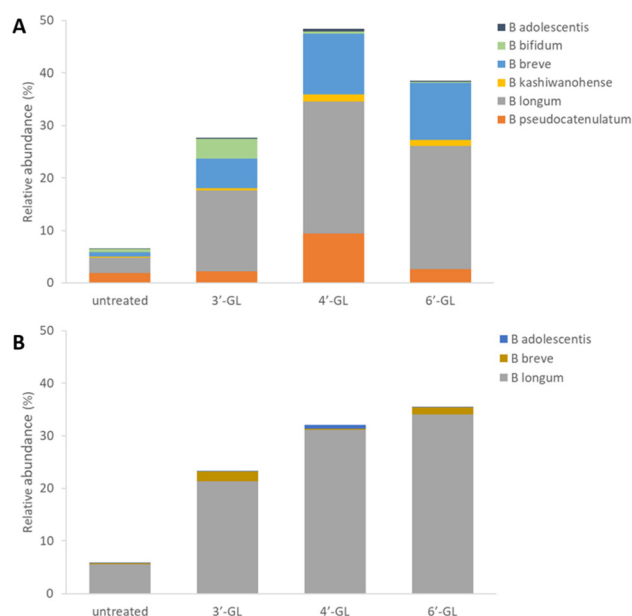 A
50
40
30
20
10
0
Relative abundance (%)
untreated 3′-GL 4′-GL 6′-GL
B adolescentis
B bifidum
B breve
B kashiwanohense
B longum
B pseudocatenulatum
B
50
40
30
20
10
0
Relative abundance (%)
untreated 3′-GL 4′-GL 6′-GL
B adolescentis
B breve
B longum